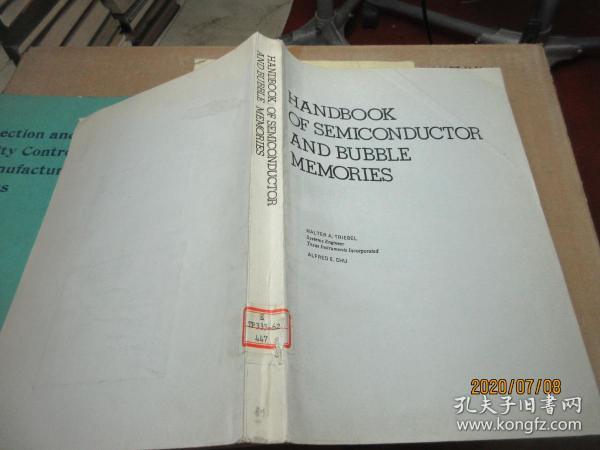 HANDBOOK
OF SEMICONDUCTOR
AND BUBBLE
MEMORIES
WALTER A. TRIEBEL
Systems Engineer
Texas Instruments Incorporated
ALFRED E. CHU
HANDBOOK OF SEMICONDUCTOR
AND BUBBLE MEMORIES
E
TP333-62
447
ection and
ty Contro
nufactur
s
2020/07/08
孔夫子旧书网
www.kongfz.com